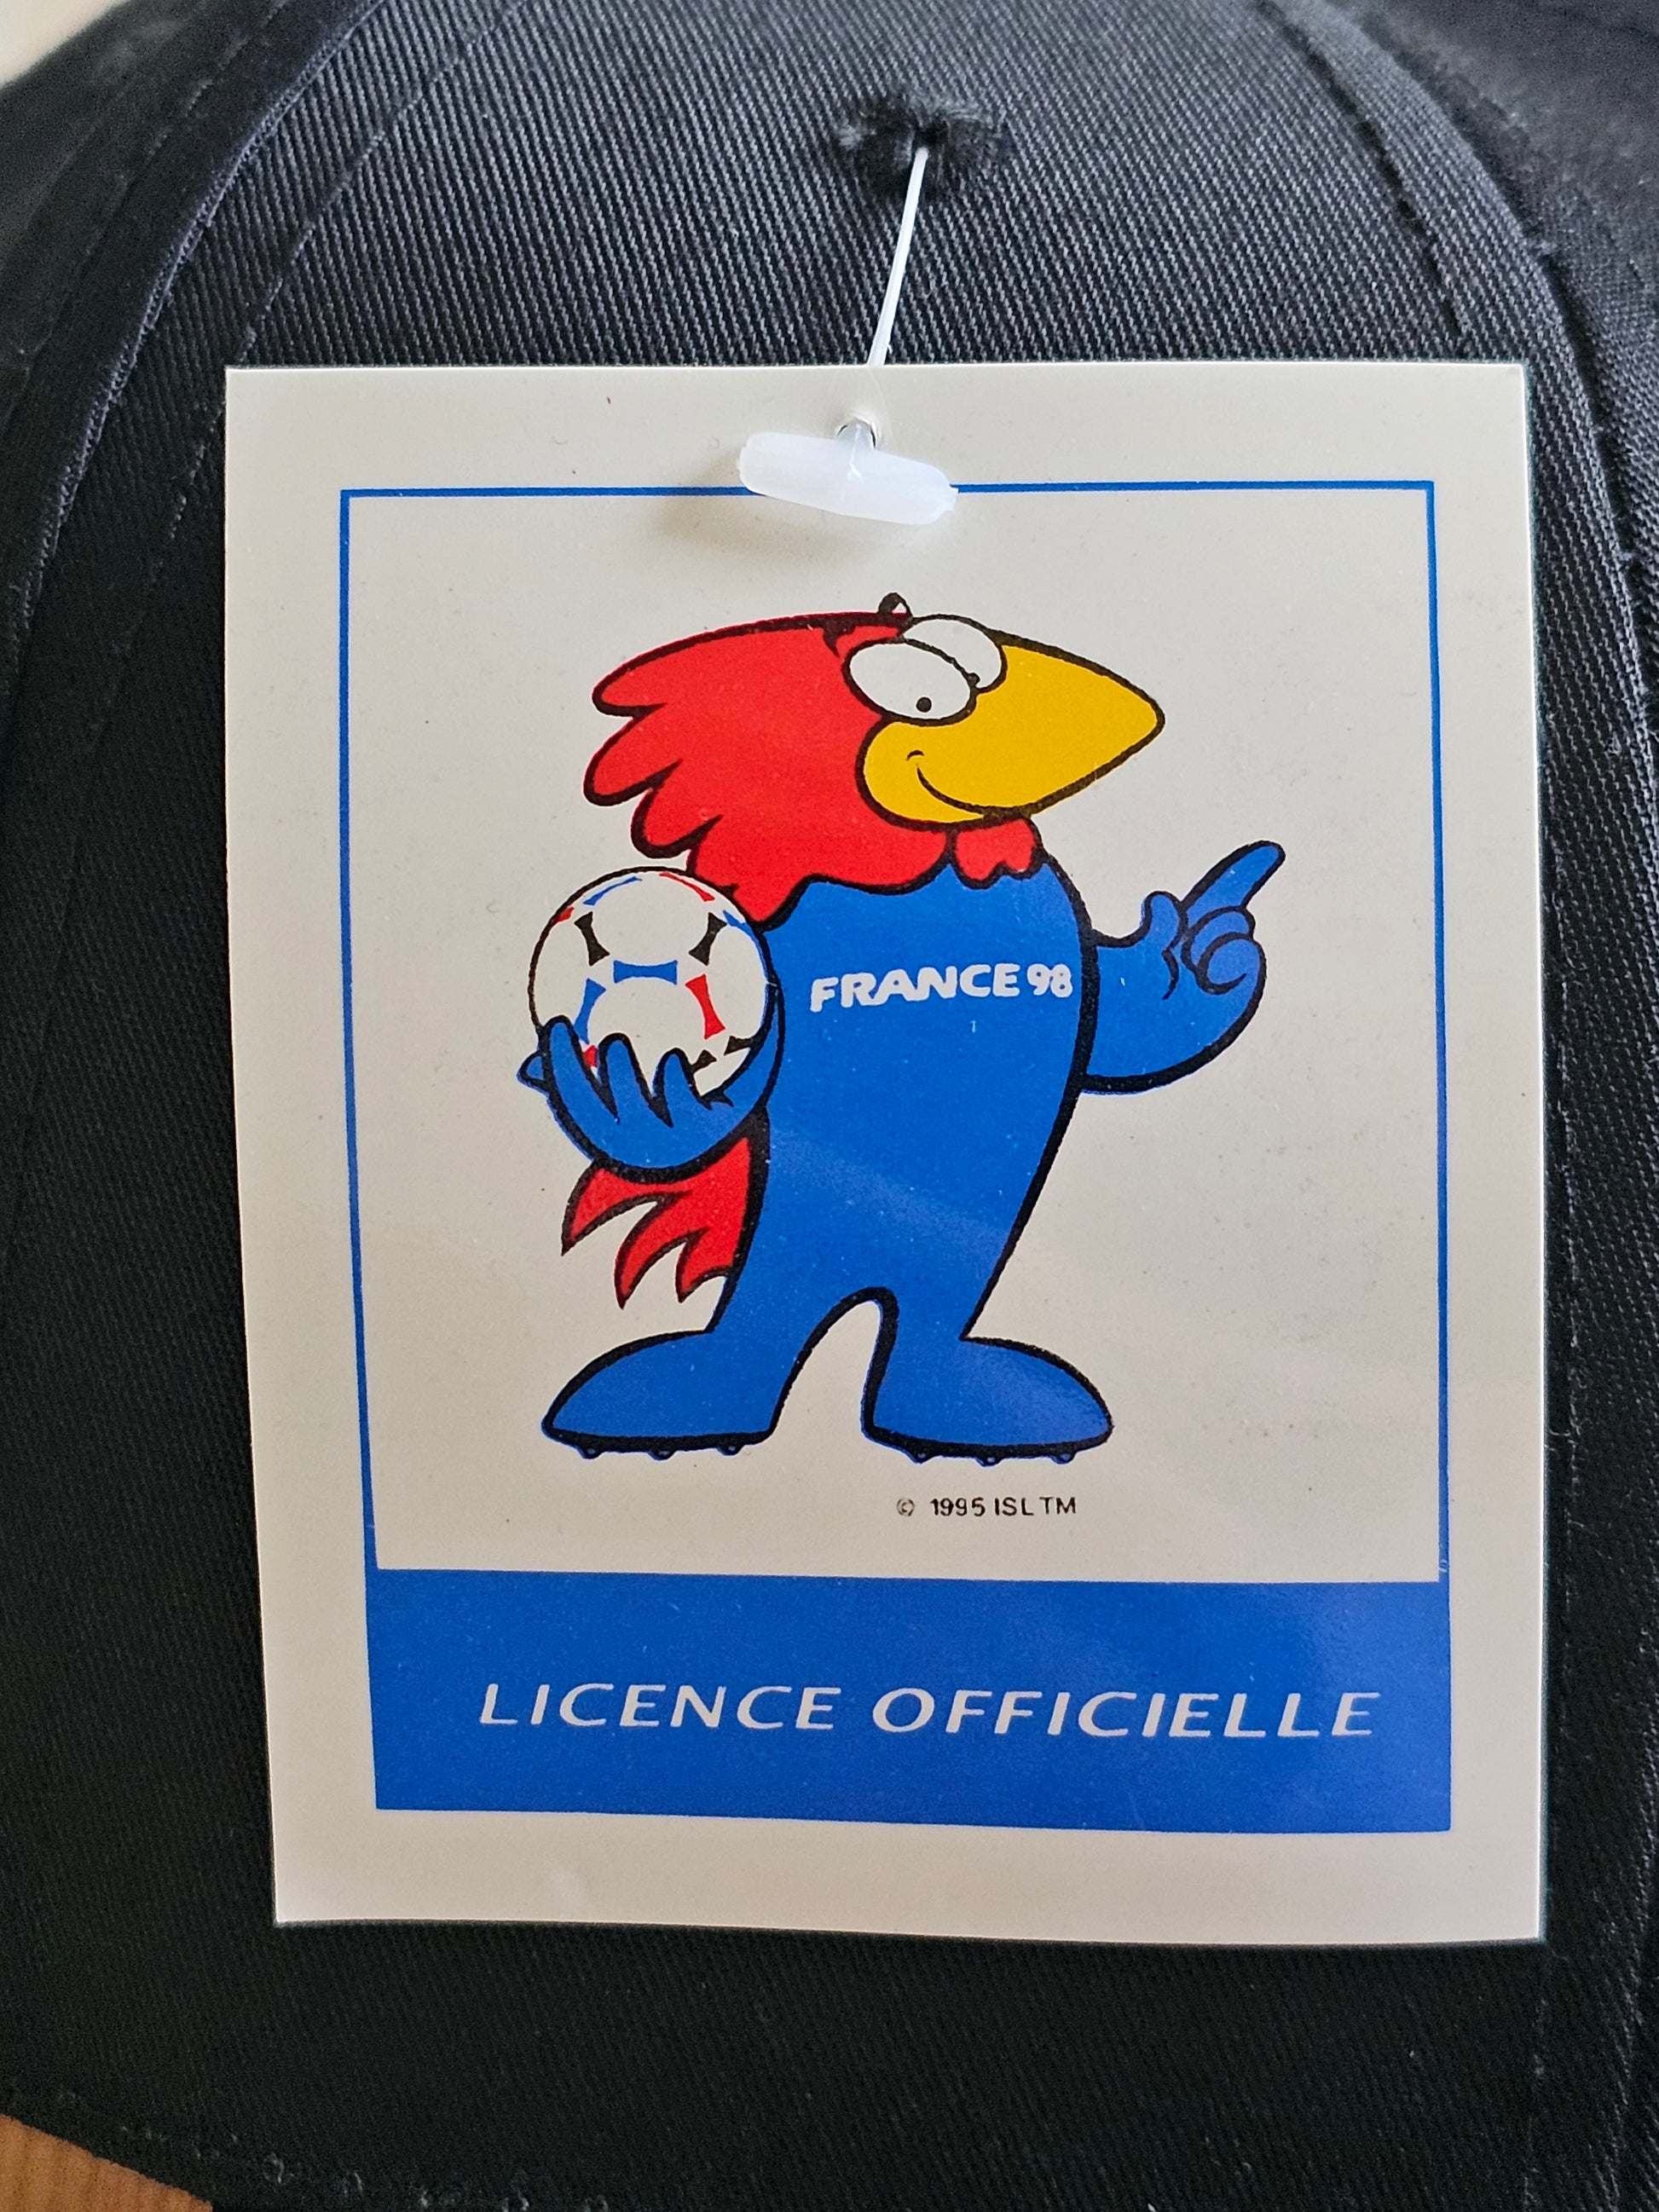 FRANCE 98
© 1995 ISL TM
LICENCE OFFICIELLE